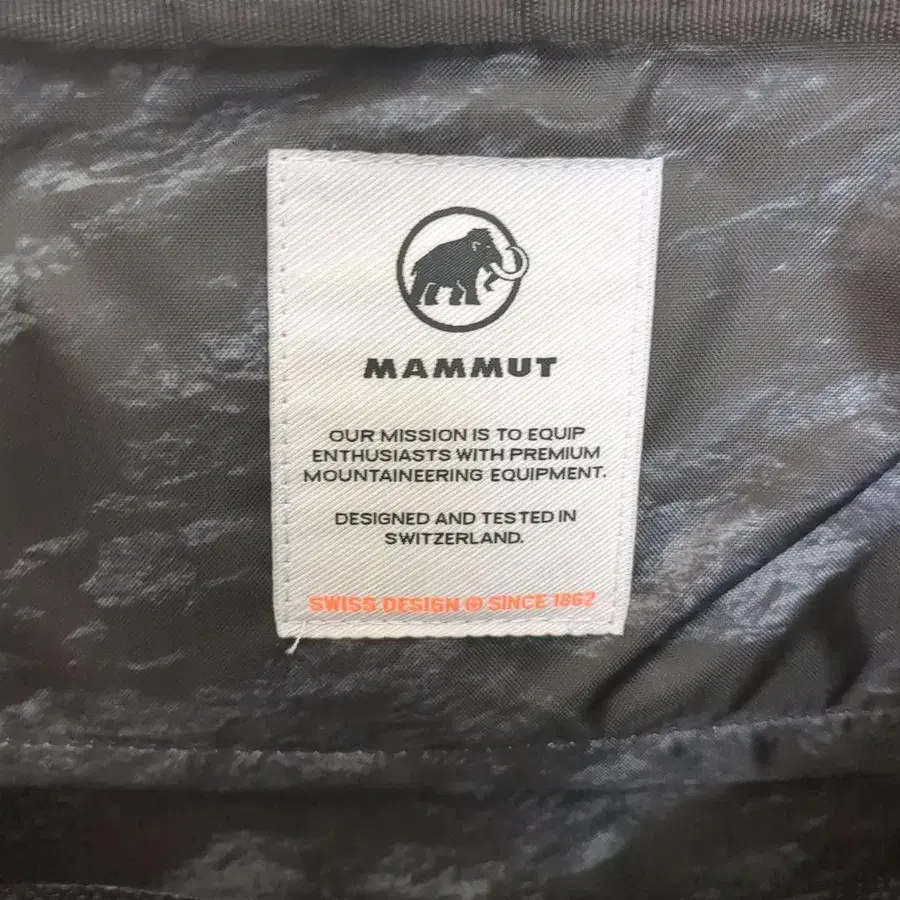 MAMMUT
OUR MISSION IS TO EQUIP
ENTHUSIASTS WITH PREMIUM
MOUNTAINEERING EQUIPMENT.
DESIGNED AND TESTED IN
SWITZERLAND.
SWISS DESIGN SINCE 1862